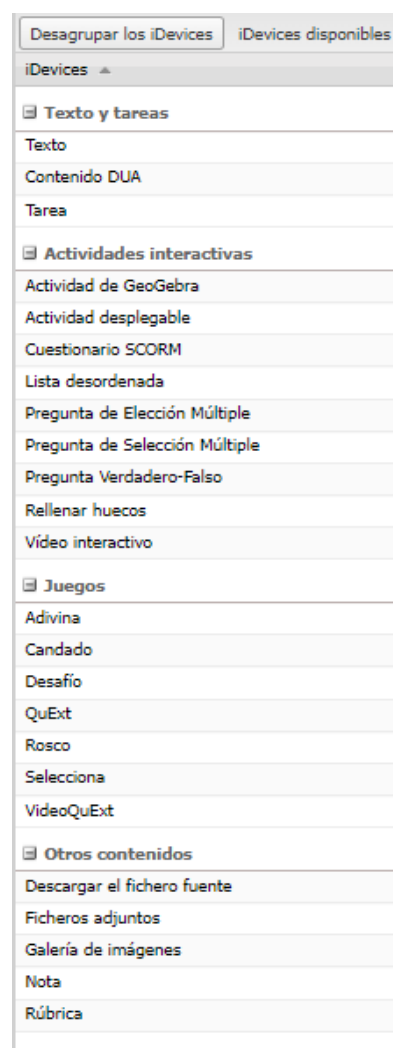 Desagrupar los iDevices iDevices disponibles
iDevices
Texto y tareas
Texto
Contenido DUA
Tarea
Actividades interactivas
Actividad de GeoGebra
Actividad desplegable
Cuestionario SCORM
Lista desordenada
Pregunta de Elección Múltiple
Pregunta de Selección Múltiple
Pregunta Verdadero-Falso
Rellenar huecos
Vídeo interactivo
Juegos
Adivina
Candado
Desafío
QuExt
Rosco
Selecciona
VideoQuExt
Otros contenidos
Descargar el fichero fuente
Ficheros adjuntos
Galería de imágenes
Nota
Rúbrica